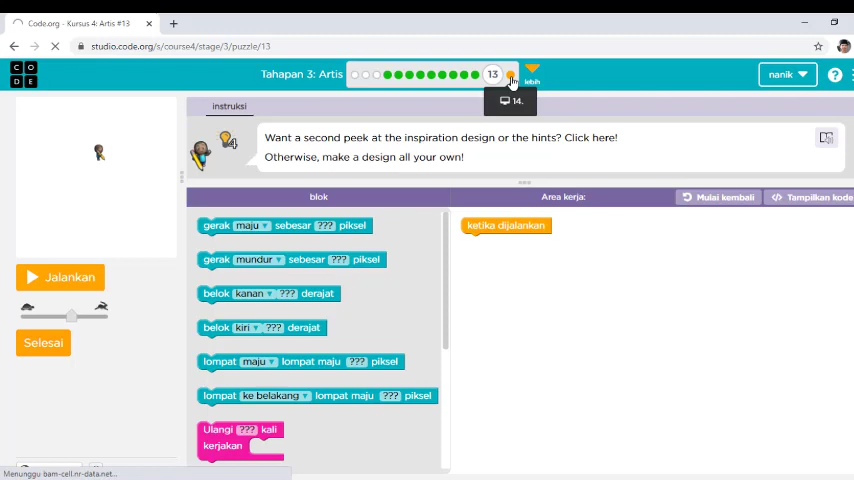 Code.org - Kursus 4: Artis #13
studio.code.org/s/course4/stage/3/puzzle/13
C O
D E
Tahapan 3: Artis
13
lebih
nanik
?
14.
instruksi
4
Want a second peek at the inspiration design or the hints? Click here!
Otherwise, make a design all your own!
blok
Area kerja:
Mulai kembali
Tampilkan kode
gerak maju sebesar ??? piksel
gerak mundur sebesar ??? piksel
belok kanan ??? derajat
belok kiri ??? derajat
lompat maju lompat maju ??? piksel
lompat ke belakang lompat maju ??? piksel
Ulangi ??? kali
kerjakan
ketika dijalankan
Jalankan
Selesai
Menunggu bam-cell.nr-data.net...